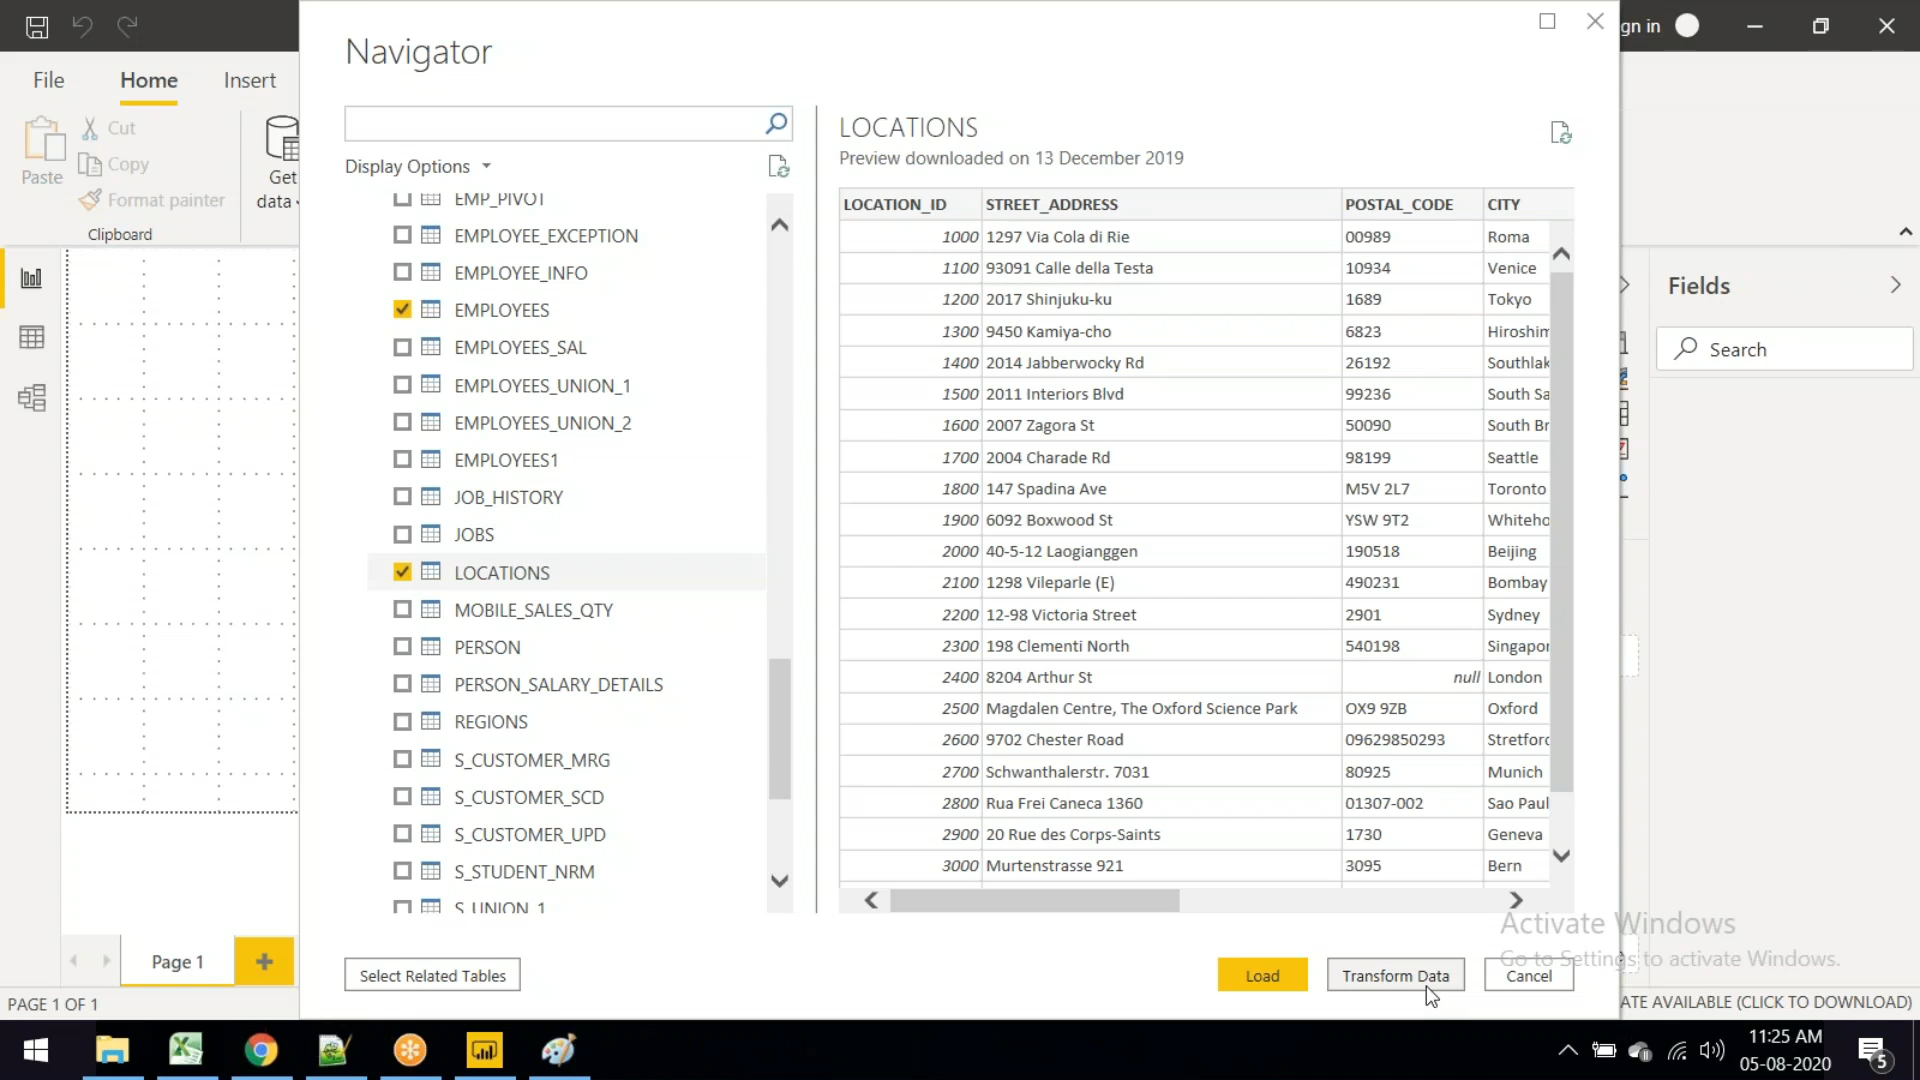 Navigator
gn in
File
Home
Insert
Paste
Cut
Copy
Format painter
Clipboard
Get
data
Display Options
EMP_PIVOT
EMPLOYEE_EXCEPTION
EMPLOYEE_INFO
EMPLOYEES
EMPLOYEES_SAL
EMPLOYEES_UNION_1
EMPLOYEES_UNION_2
EMPLOYEES1
JOB_HISTORY
JOBS
LOCATIONS
MOBILE_SALES_QTY
PERSON
PERSON_SALARY_DETAILS
REGIONS
S_CUSTOMER_MRG
S_CUSTOMER_SCD
S_CUSTOMER_UPD
S_STUDENT_NRM
S_UNION_1
LOCATIONS
Preview downloaded on 13 December 2019
LOCATION_ID STREET_ADDRESS POSTAL_CODE CITY
1000 1297 Via Cola di Rie 00989 Roma
1100 93091 Calle della Testa 10934 Venice
1200 2017 Shinjuku-ku 1689 Tokyo
1300 9450 Kamiya-cho 6823 Hiroshim
1400 2014 Jabberwocky Rd 26192 Southlak
1500 2011 Interiors Blvd 99236 South Sa
1600 2007 Zagora St 50090 South Br
1700 2004 Charade Rd 98199 Seattle
1800 147 Spadina Ave M5V 2L7 Toronto
1900 6092 Boxwood St YSW 9T2 Whiteho
2000 40-5-12 Laogianggen 190518 Beijing
2100 1298 Vileparle (E) 490231 Bombay
2200 12-98 Victoria Street 2901 Sydney
2300 198 Clementi North 540198 Singapor
2400 8204 Arthur St null London
2500 Magdalen Centre, The Oxford Science Park OX9 9ZB Oxford
2600 9702 Chester Road 09629850293 Stretford
2700 Schwanthalerstr. 7031 80925 Munich
2800 Rua Frei Caneca 1360 01307-002 Sao Paul
2900 20 Rue des Corps-Saints 1730 Geneva
3000 Murtenstrasse 921 3095 Bern
Fields
Search
Activate Windows
Go to Settings to activate Windows.
Select Related Tables
Load
Transform Data
Cancel
Page 1
PAGE 1 OF 1
ATE AVAILABLE (CLICK TO DOWNLOAD)
11:25 AM
05-08-2020
5